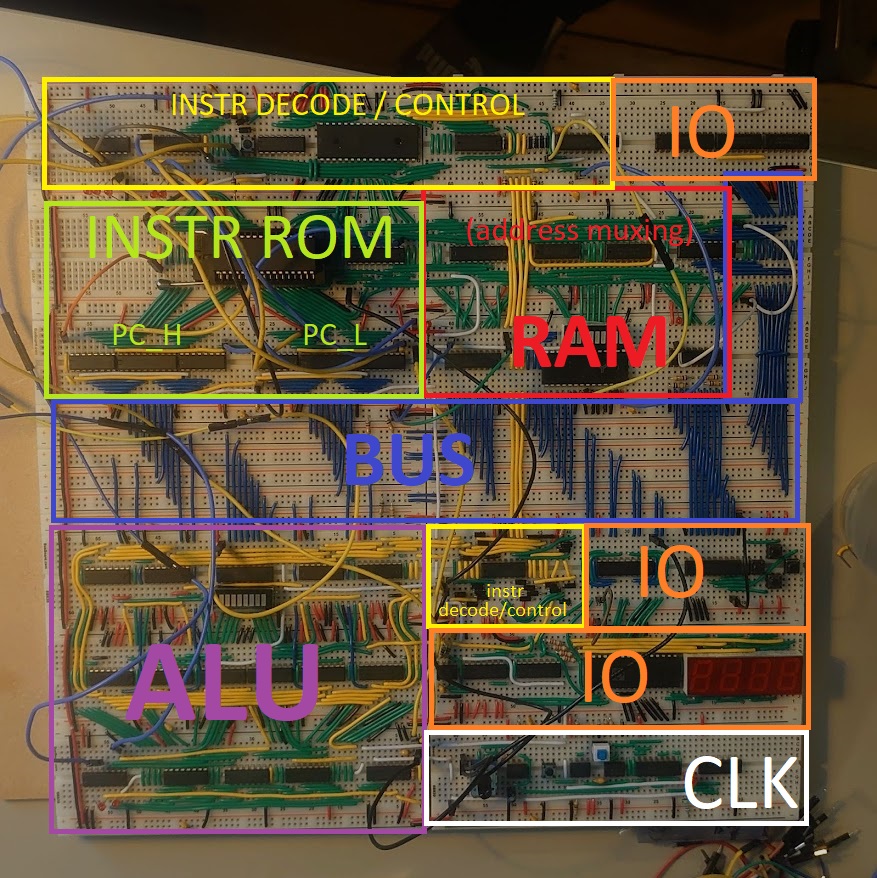 INSTR DECODE / CONTROL
IO
INSTR ROM
(address muxing)
PC_H
PC_L
RAM
BUS
instr
decode/control
IO
ALU
IO
CLK